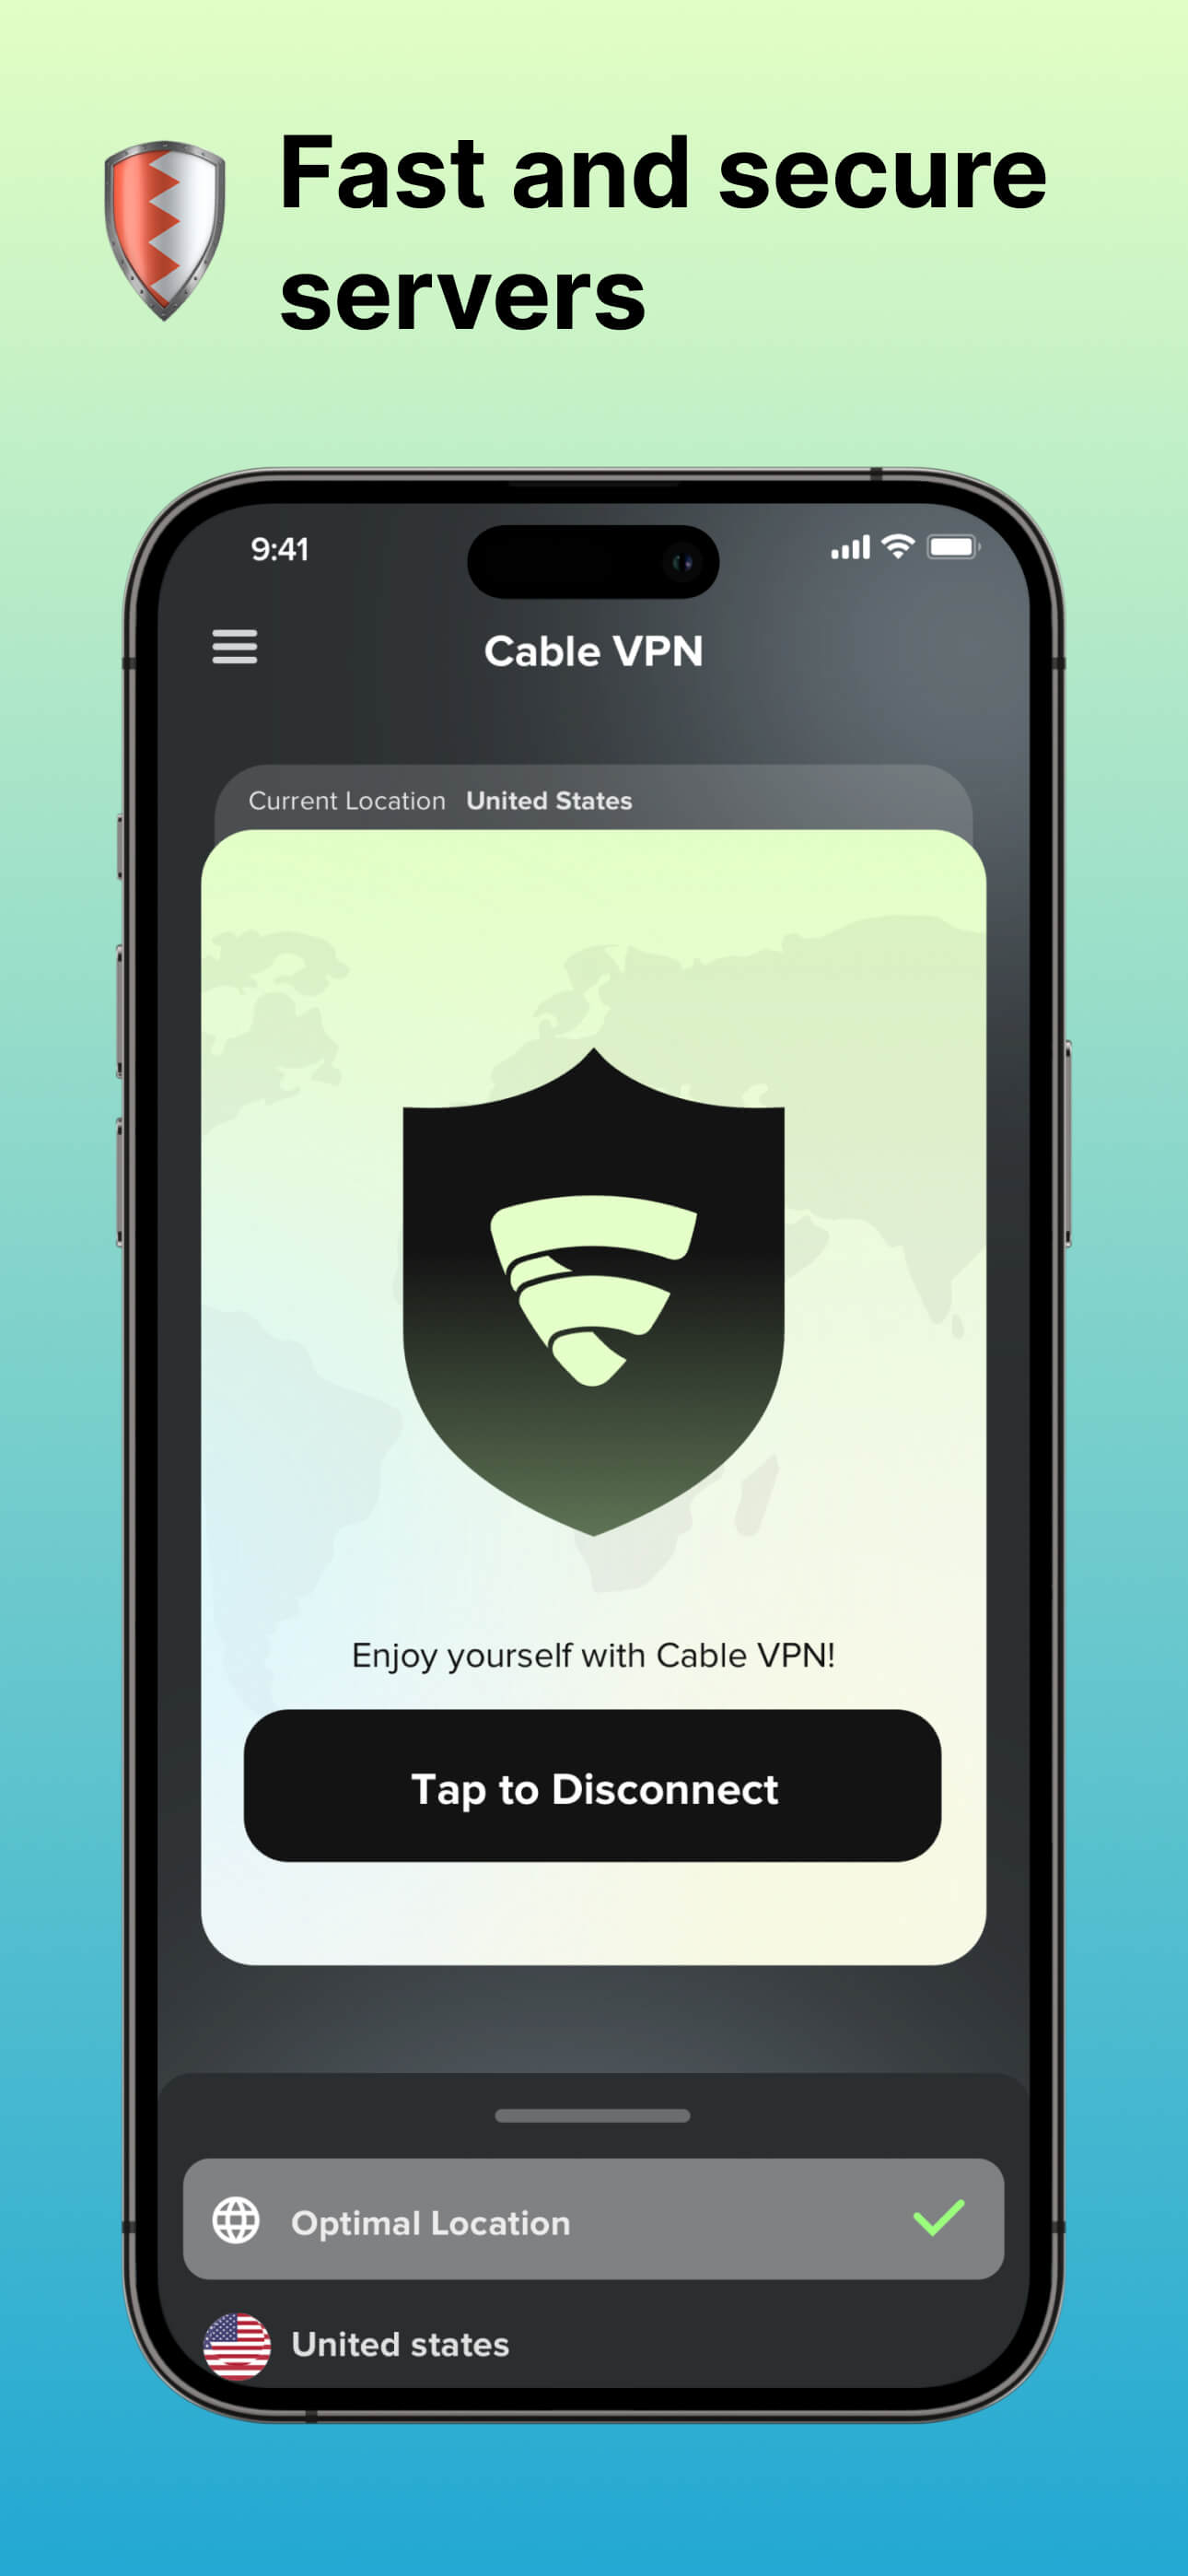 Fast and secure
servers
9:41
Cable VPN
Current Location United States
Enjoy yourself with Cable VPN!
Tap to Disconnect
Optimal Location
United states